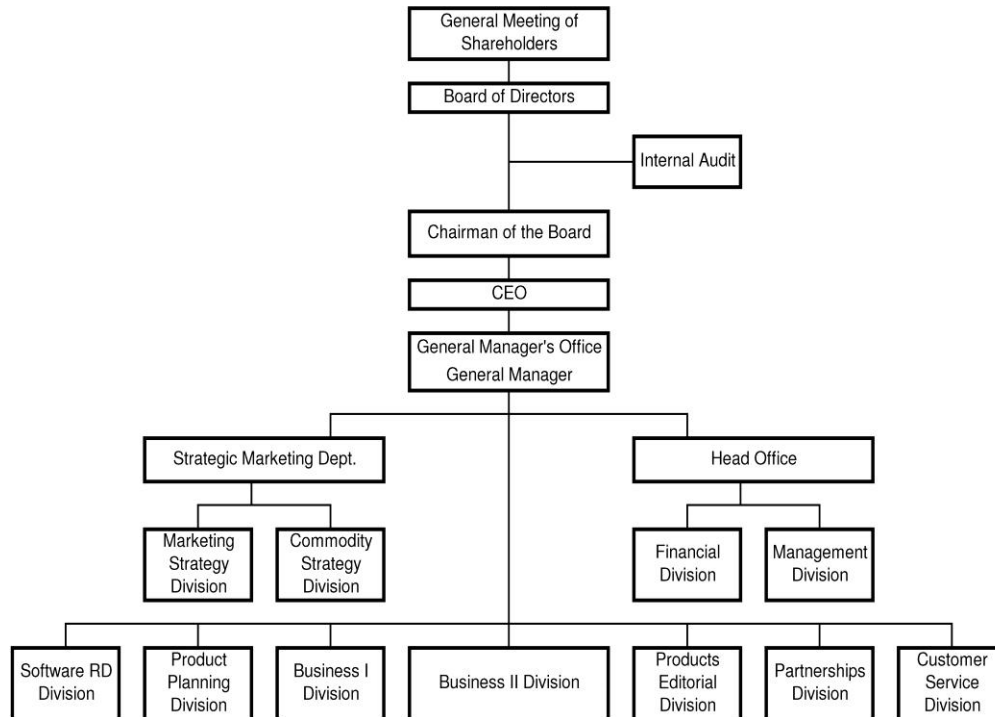 General Meeting of
Shareholders
Board of Directors
Internal Audit
Chairman of the Board
CEO
General Manager's Office
General Manager
Strategic Marketing Dept.
Head Office
Marketing
Strategy
Division
Commodity
Strategy
Division
Financial
Division
Management
Division
Software RD
Division
Product
Planning
Division
Business I
Division
Business II Division
Products
Editorial
Division
Partnerships
Division
Customer
Service
Division